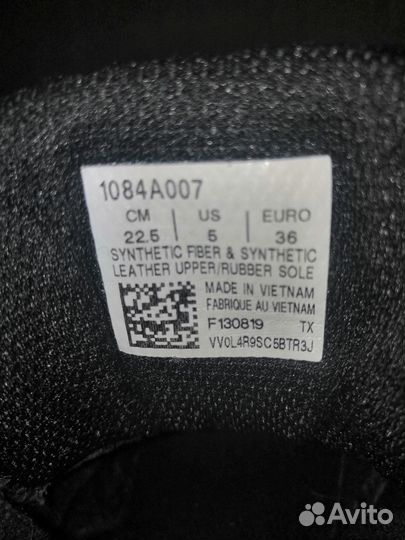 1084A007
CM US EURO
22.5 5 36
SYNTHETIC FIBER & SYNTHETIC
LEATHER UPPER/RUBBER SOLE
MADE IN VIETNAM
FABRIQUE AU VIETNAM
F130819 TX
VV0L4R9SC5BTR3J
Avito